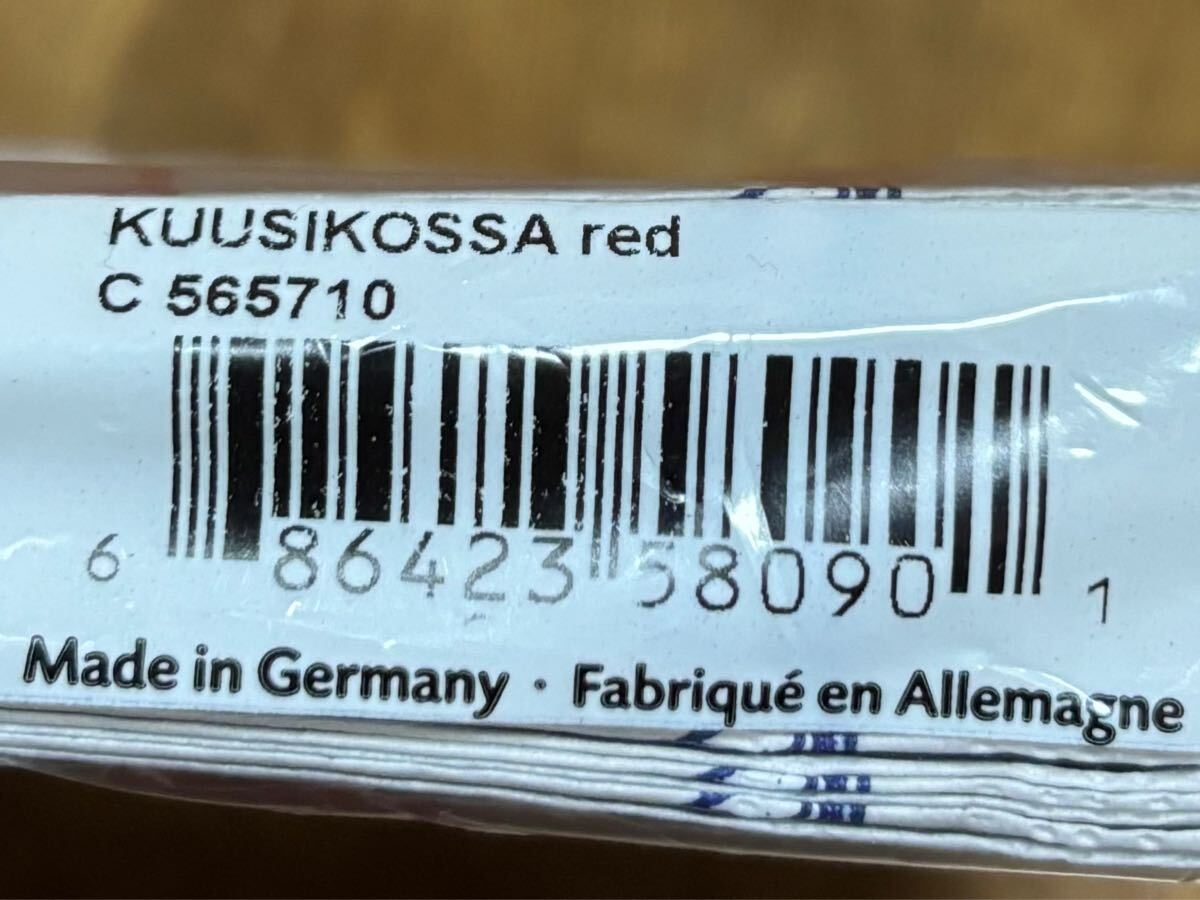 KUUSIKOSSA red
C 565710
6 86423 58090 1
Made in Germany · Fabriqué en Allemagne